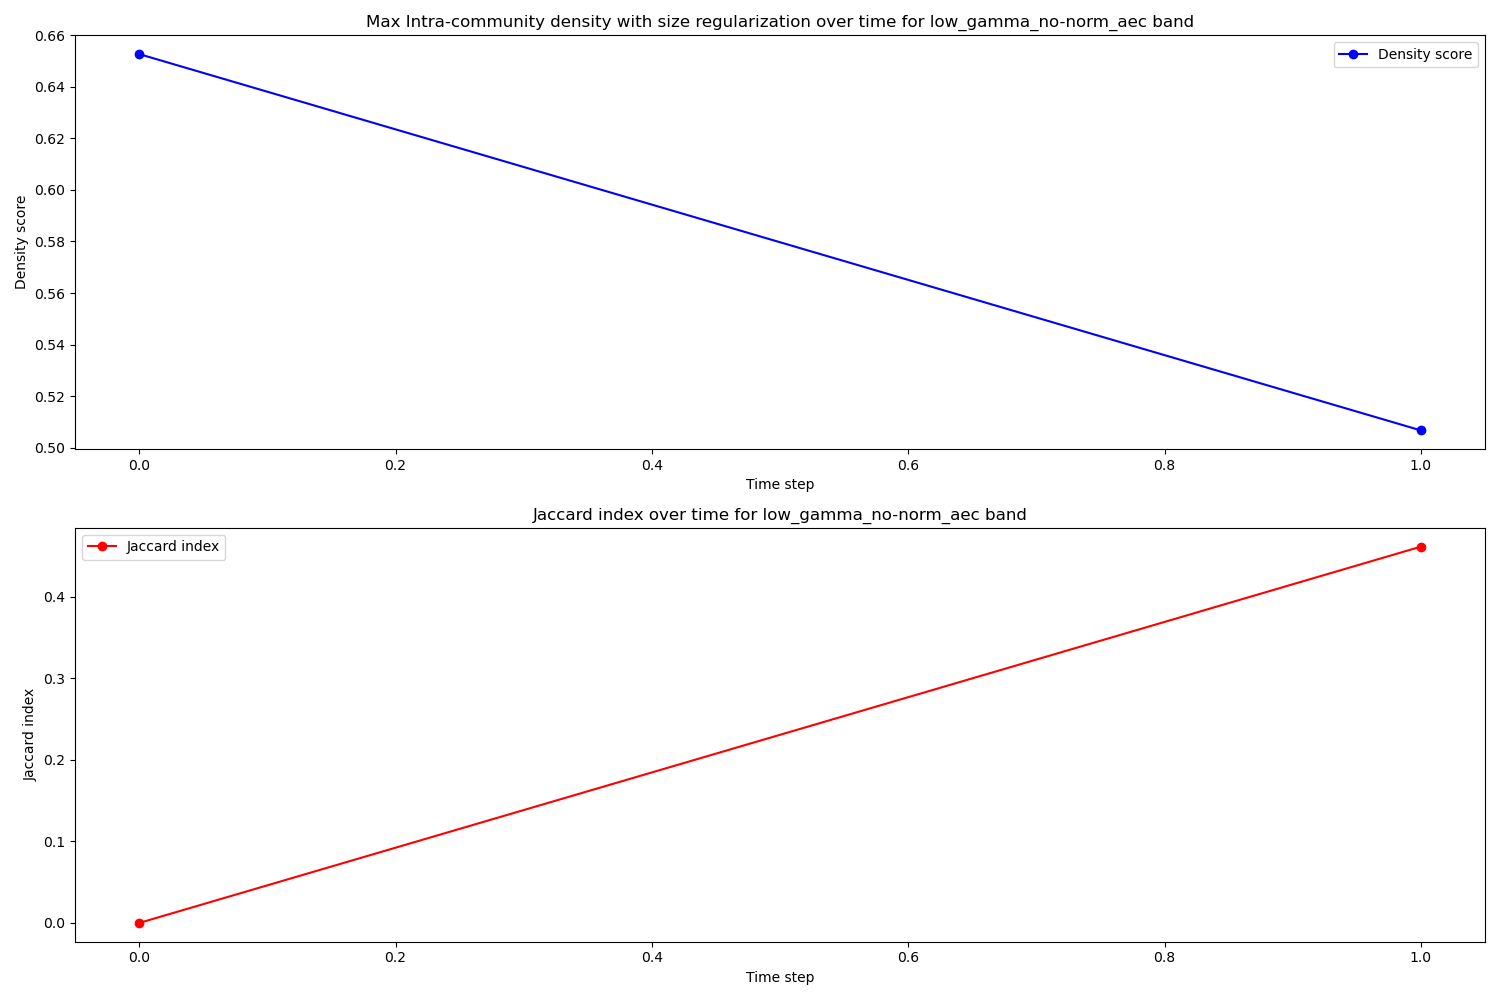 Max Intra-community density with size regularization over time for low_gamma_no-norm_aec band
0.66
0.64
0.62
0.60
0.58
0.56
0.54
0.52
0.50
Density score
Density score
0.0 0.2 0.4 0.6 0.8 1.0
Time step
Jaccard index over time for low_gamma_no-norm_aec band
Jaccard index
0.4
0.3
0.2
0.1
0.0
Jaccard index
0.0 0.2 0.4 0.6 0.8 1.0
Time step